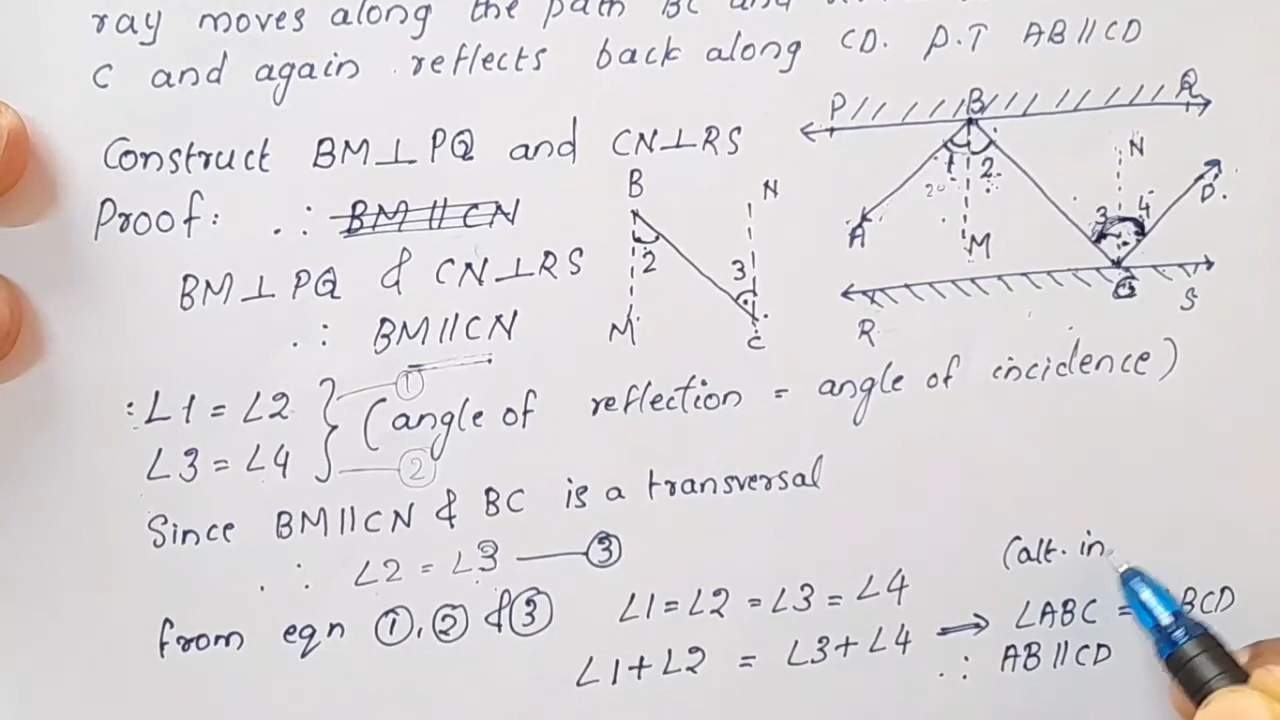 ray moves along the path BC and
C and again reflects back along CD. P.T AB||CD
Construct BM⊥PQ and CN⊥RS
Proof: ∴ BM||CN
BM⊥PQ & CN⊥RS
∴ BM||CN
B
N
2
3
M
C
P
B
Q
1
2
20
N
3
4
D
A
M
C
R
S
:∠1=∠2 ①
∠3=∠4 ②
(angle of reflection = angle of incidence)
Since BM||CN & BC is a transversal
∴ ∠2=∠3 ③
from eqn ①,② & ③ ∠1=∠2=∠3=∠4
∠1+∠2 = ∠3+∠4 ⟹ ∠ABC = BCD
(alt. in
∴ AB||CD